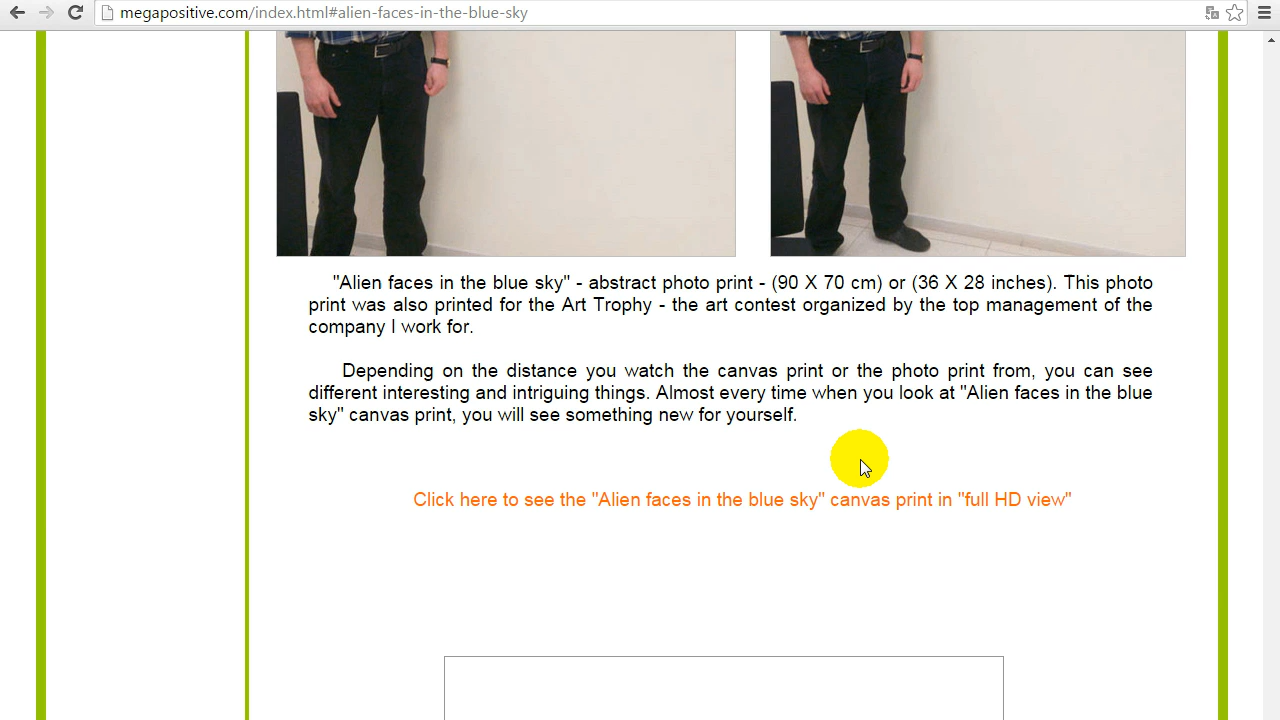 megapositive.com/index.html#alien-faces-in-the-blue-sky
"Alien faces in the blue sky" - abstract photo print - (90 X 70 cm) or (36 X 28 inches). This photo
print was also printed for the Art Trophy - the art contest organized by the top management of the
company I work for.
Depending on the distance you watch the canvas print or the photo print from, you can see
different interesting and intriguing things. Almost every time when you look at "Alien faces in the blue
sky" canvas print, you will see something new for yourself.
Click here to see the "Alien faces in the blue sky" canvas print in "full HD view"